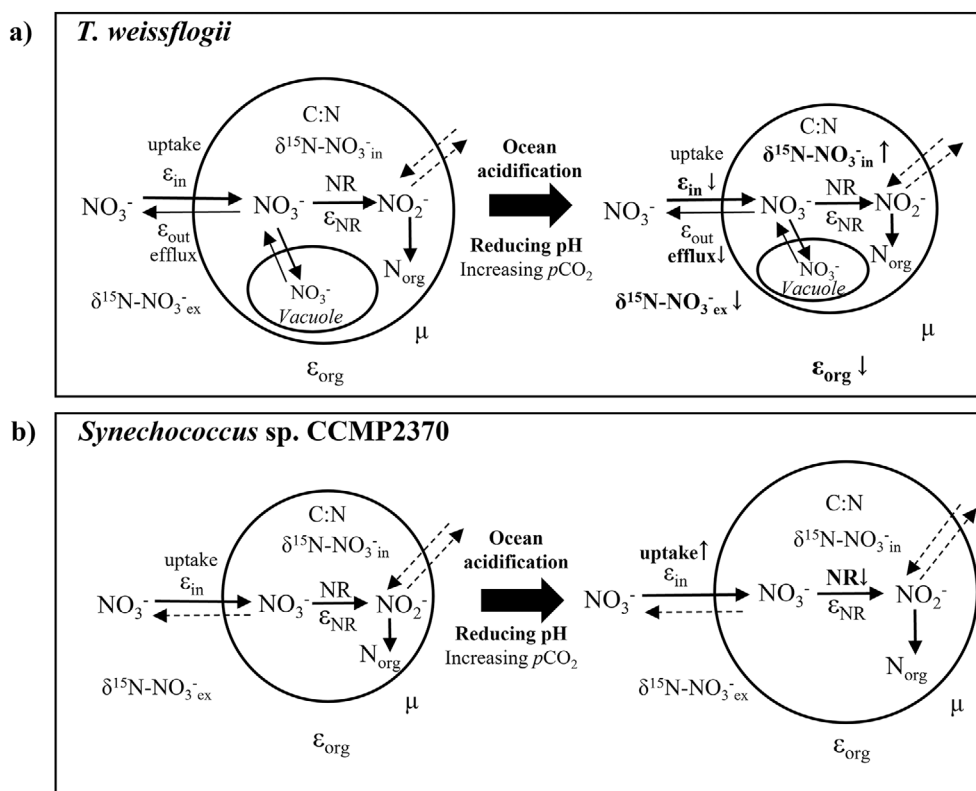 a) T. weissflogii
C:N
δ¹⁵N-NO₃⁻in
uptake
εin
NO₃⁻
NO₃⁻
NR
εNR
NO₂⁻
εout
efflux
Norg
NO₃⁻
Vacuole
δ¹⁵N-NO₃⁻ex
μ
εorg
Ocean
acidification
Reducing pH
Increasing pCO₂
C:N
δ¹⁵N-NO₃⁻in ↑
uptake
εin ↓
NO₃⁻
NO₃⁻
NR
εNR
NO₂⁻
εout
efflux↓
Norg
NO₃⁻
Vacuole
δ¹⁵N-NO₃⁻ex ↓
μ
εorg ↓
b) Synechococcus sp. CCMP2370
C:N
δ¹⁵N-NO₃⁻in
uptake
εin
NO₃⁻
NO₃⁻
NR
εNR
NO₂⁻
Norg
δ¹⁵N-NO₃⁻ex
μ
εorg
Ocean
acidification
Reducing pH
Increasing pCO₂
C:N
δ¹⁵N-NO₃⁻in
uptake↑
εin
NO₃⁻
NO₃⁻
NR↓
εNR
NO₂⁻
Norg
δ¹⁵N-NO₃⁻ex
μ
εorg